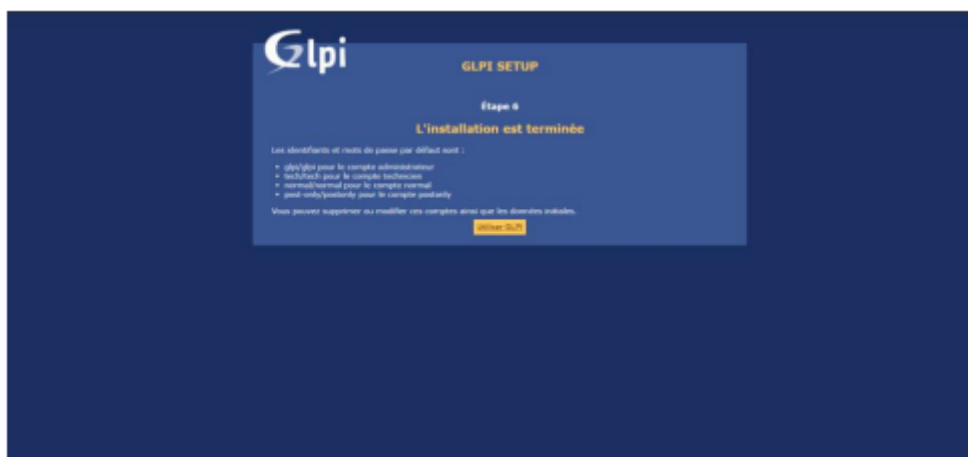 Glpi
GLPI SETUP
Étape 6
L'installation est terminée
Les identifiants et mots de passe par défaut sont :
• glpi/glpi pour le compte administrateur
• tech/tech pour le compte technicien
• normal/normal pour le compte normal
• post-only/postonly pour le compte postonly
Vous pouvez supprimer ou modifier ces comptes ainsi que les données initiales.
Utiliser GLPI